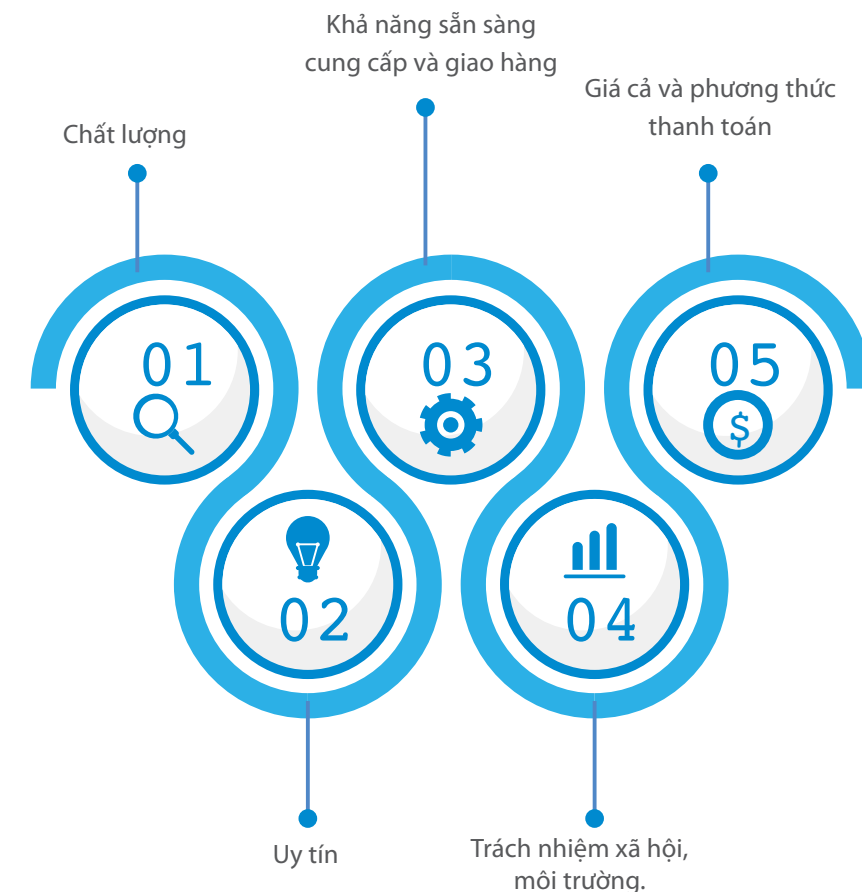 Khả năng sẵn sàng
cung cấp và giao hàng
Giá cả và phương thức
thanh toán
Chất lượng
01
03
05
$
02
04
Uy tín
Trách nhiệm xã hội,
môi trường.